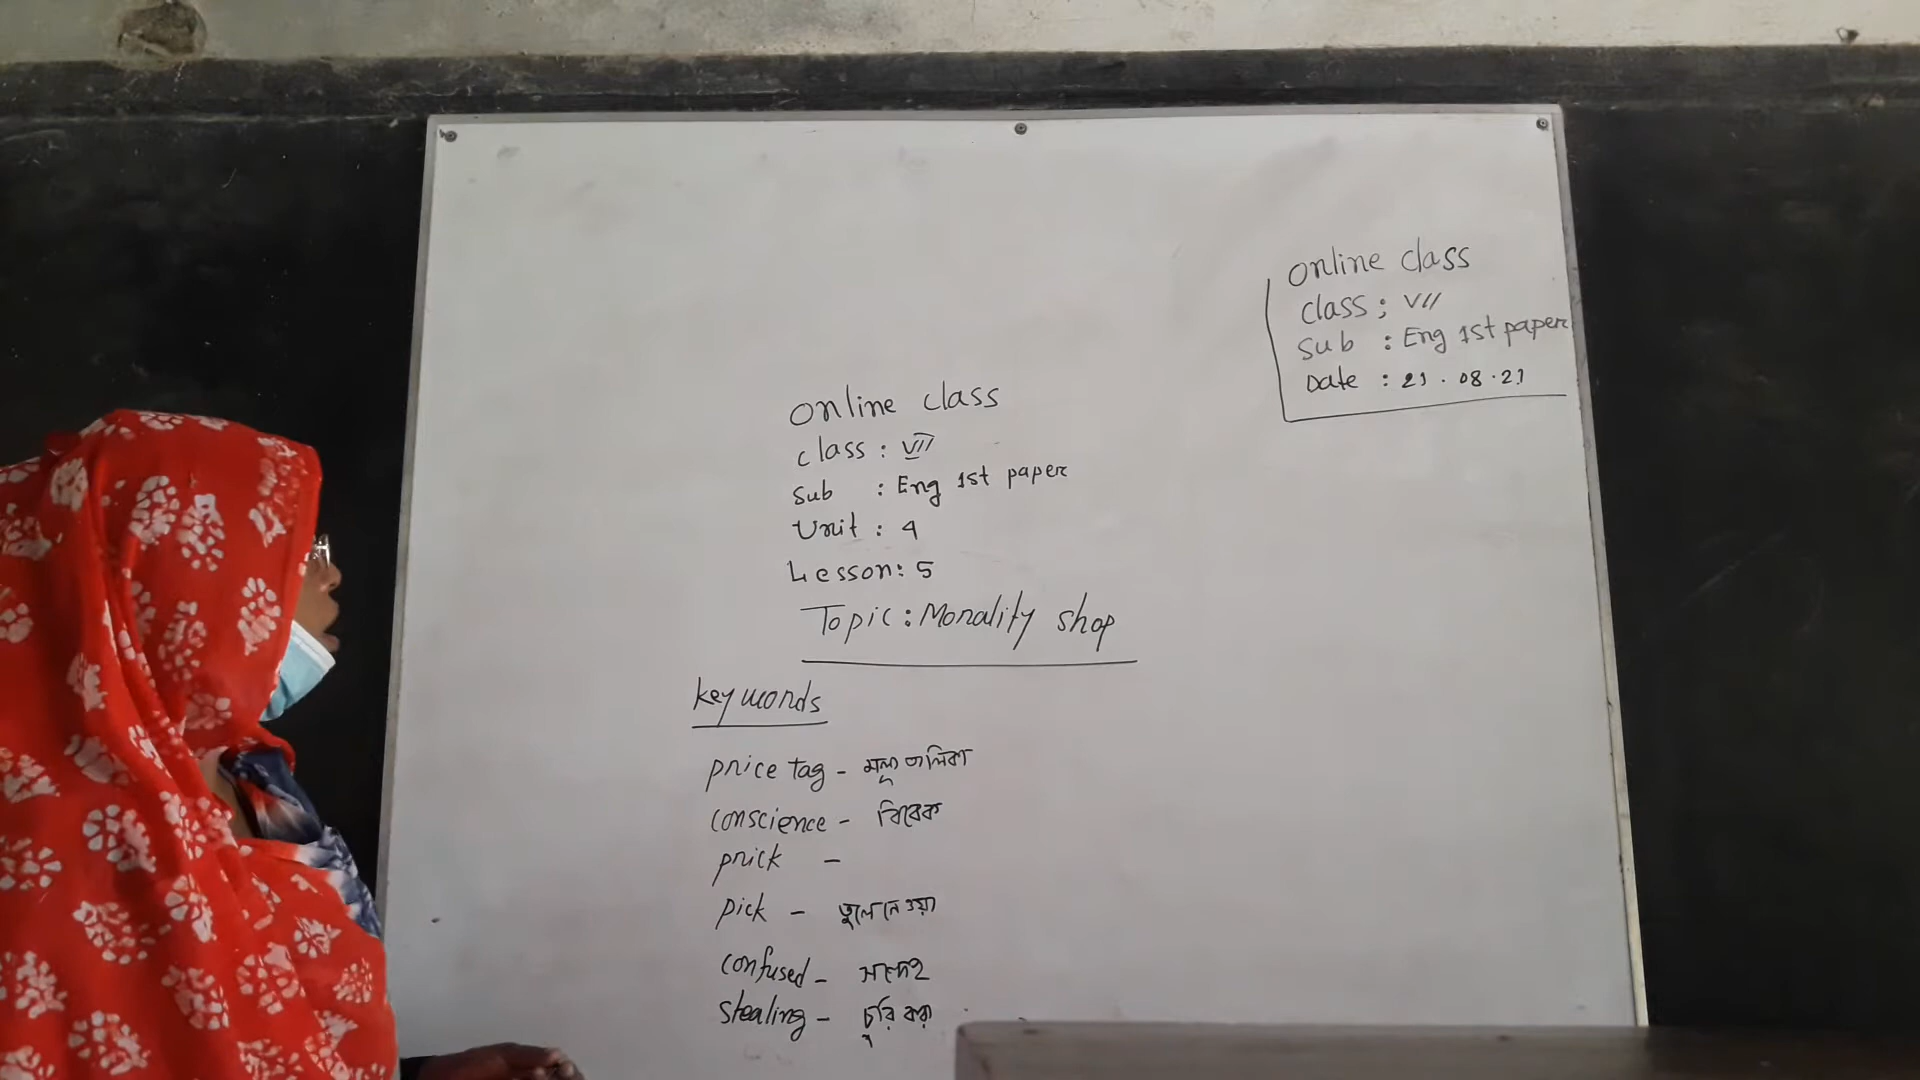 Online class
Class ; VII
Sub : Eng 1st paper
Date : 21 . 08 . 21
Online class
class : VII
Sub : Eng 1st paper
Unit : 4
Lesson : 5
Topic : Morality shop
key words
price tag - মূল্য তালিকা
conscience - বিবেক
prick -
pick - তুলে নেওয়া
confused - সন্দেহ
stealing - চুরি করা